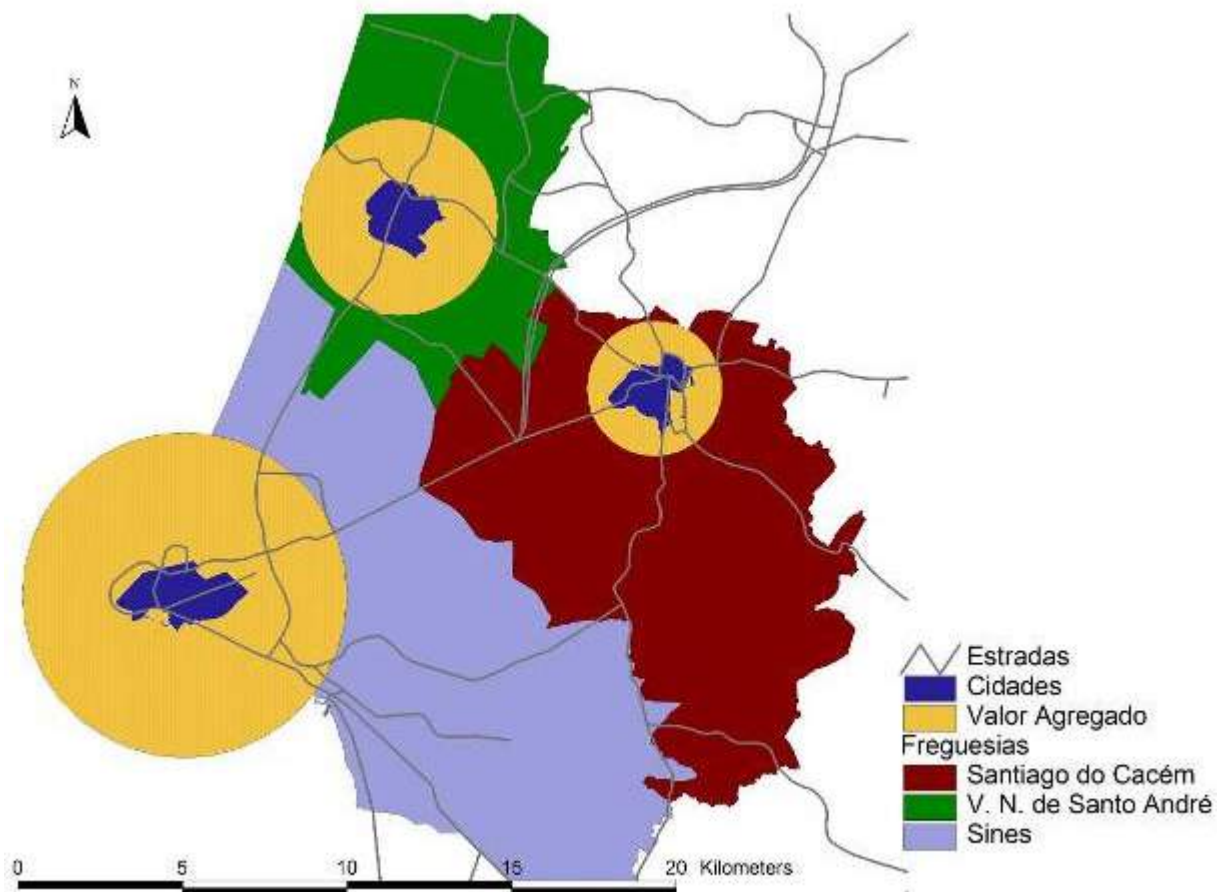 N
Estradas
Cidades
Valor Agregado
Freguesias
Santiago do Cacém
V. N. de Santo André
Sines
0 5 10 15 20 Kilometers